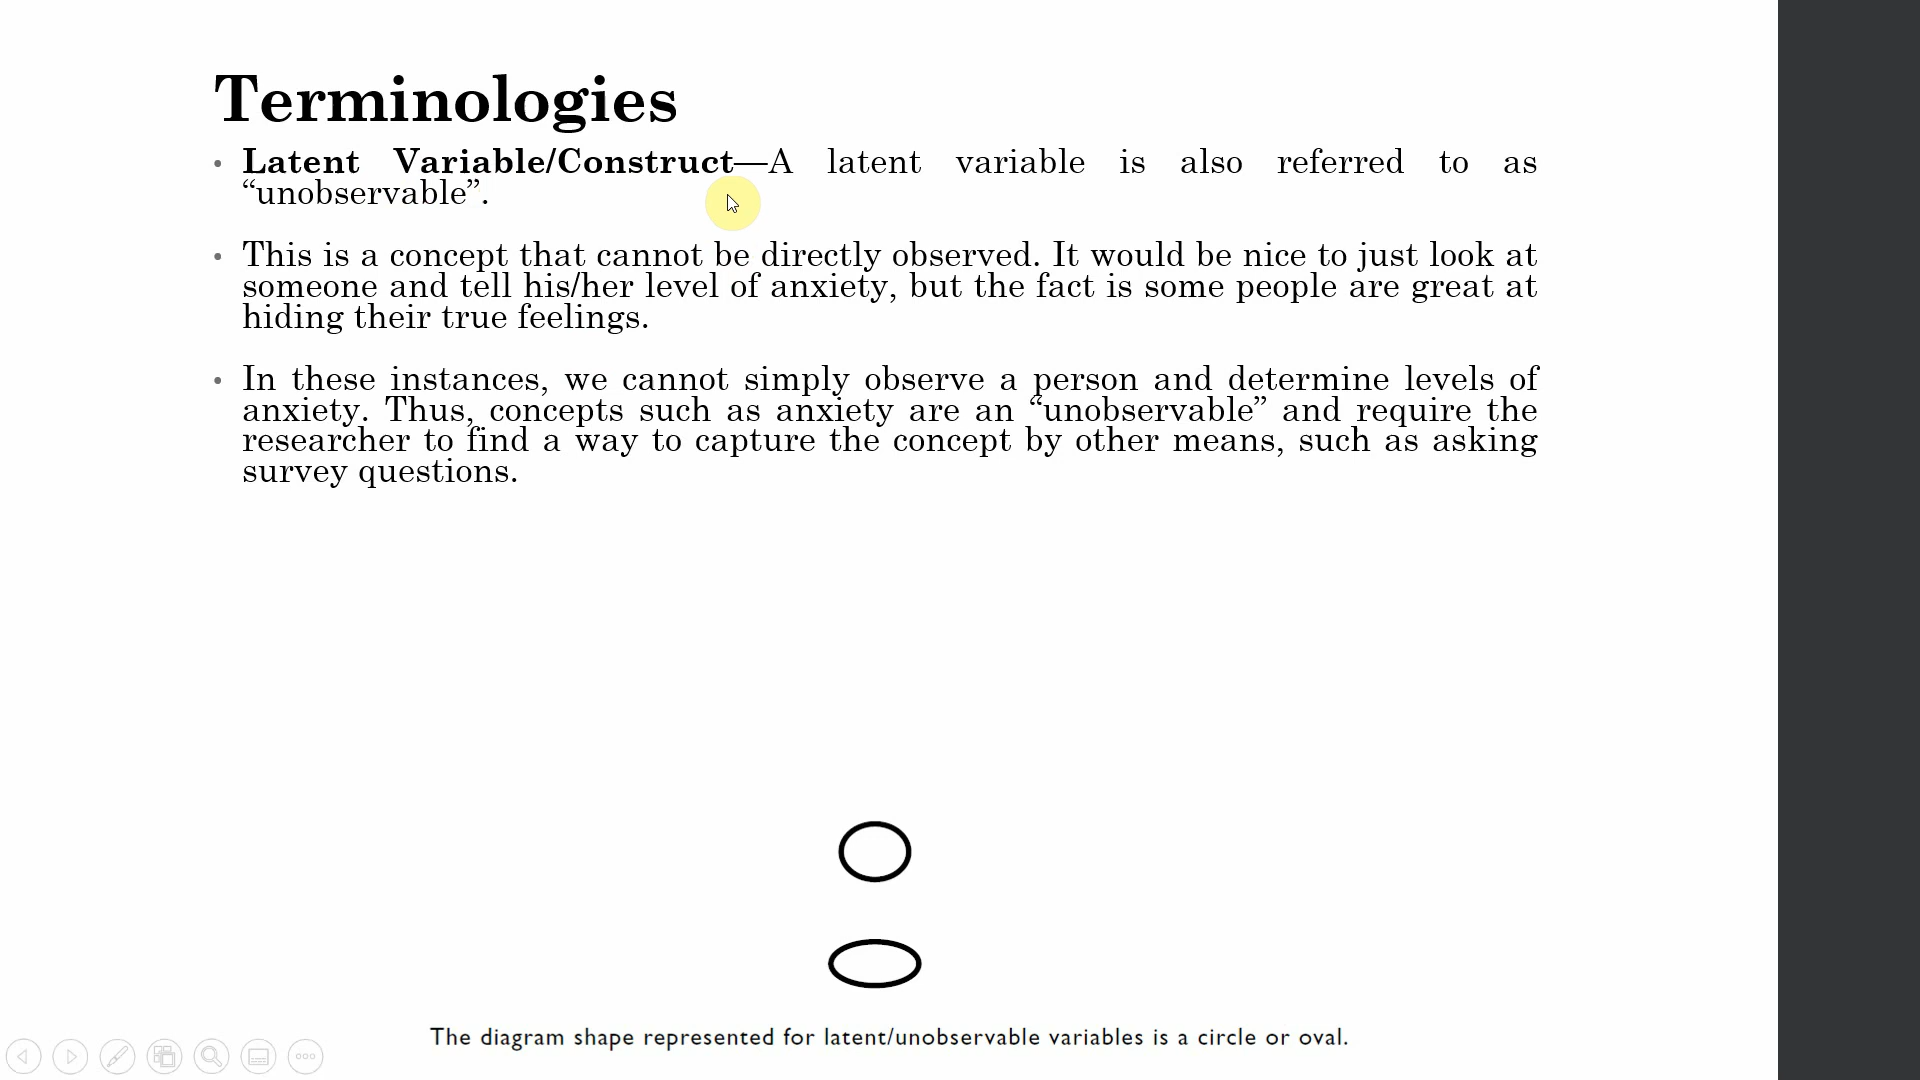 Terminologies
• Latent Variable/Construct—A latent variable is also referred to as
“unobservable”.
• This is a concept that cannot be directly observed. It would be nice to just look at
someone and tell his/her level of anxiety, but the fact is some people are great at
hiding their true feelings.
• In these instances, we cannot simply observe a person and determine levels of
anxiety. Thus, concepts such as anxiety are an “unobservable” and require the
researcher to find a way to capture the concept by other means, such as asking
survey questions.
The diagram shape represented for latent/unobservable variables is a circle or oval.